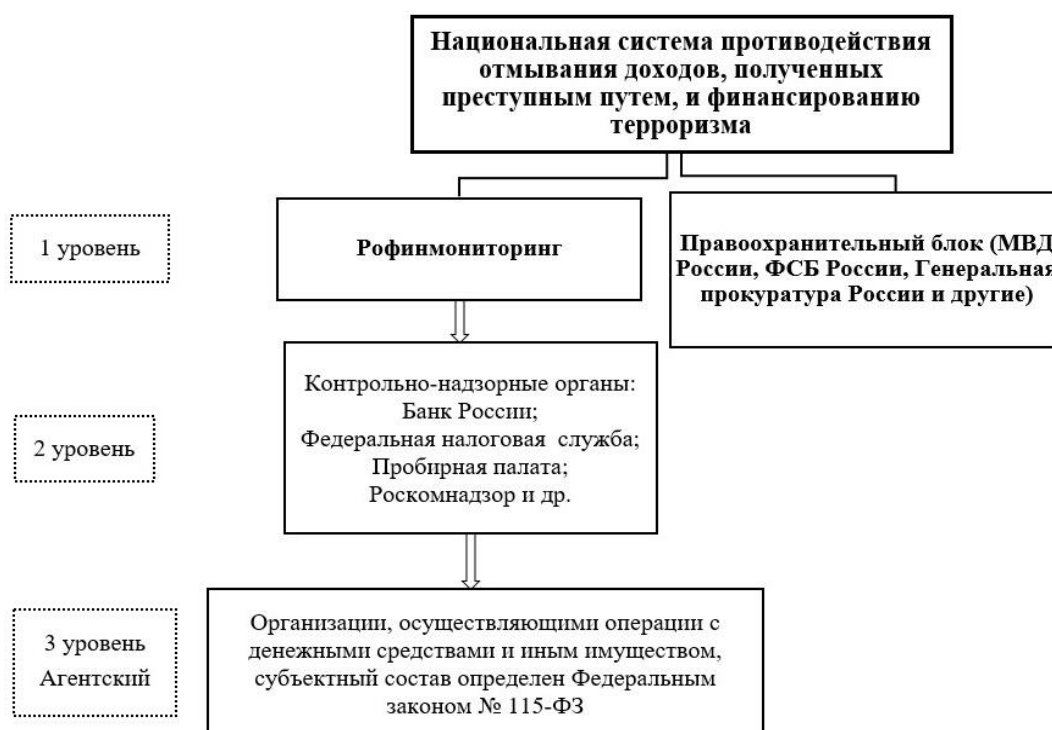 Национальная система противодействия
отмывания доходов, полученных
преступным путем, и финансированию
терроризма
1 уровень
Рофинмониторинг
Правоохранительный блок (МВД
России, ФСБ России, Генеральная
прокуратура России и другие)
2 уровень
Контрольно-надзорные органы:
Банк России;
Федеральная налоговая служба;
Пробирная палата;
Роскомнадзор и др.
3 уровень
Агентский
Организации, осуществляющими операции с
денежными средствами и иным имуществом,
субъектный состав определен Федеральным
законом № 115-ФЗ